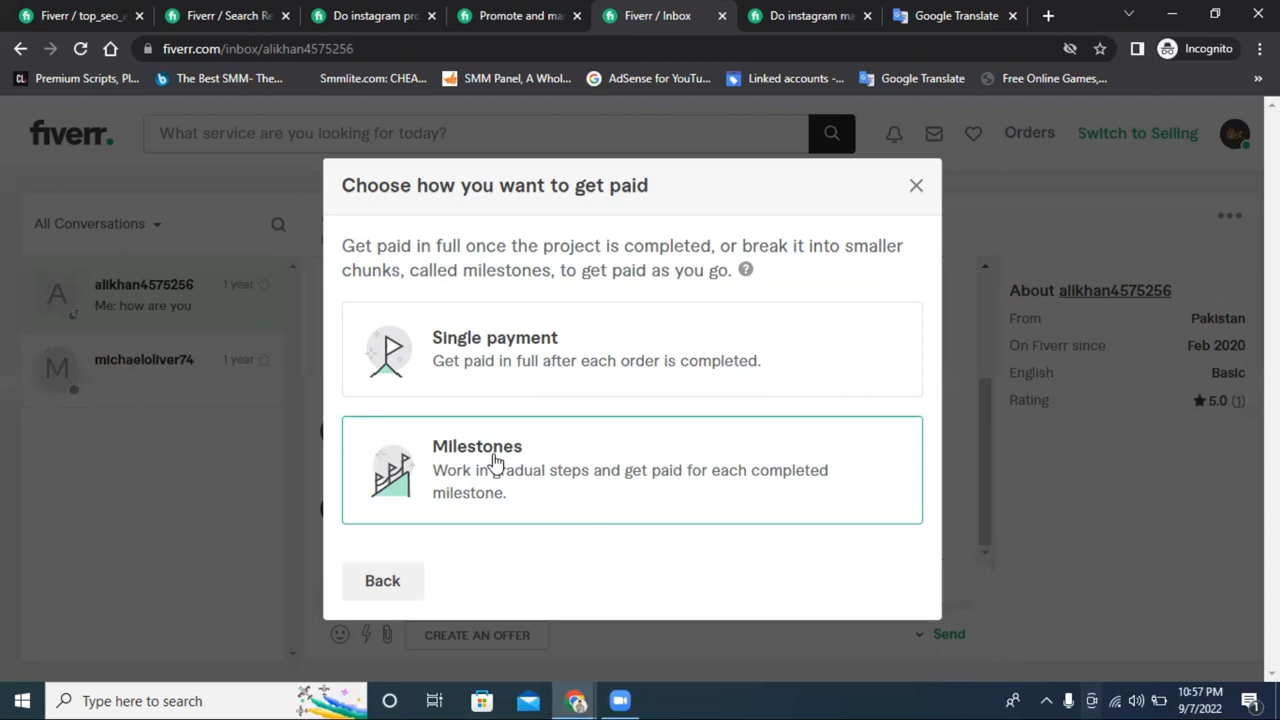 Fiverr / top_seo_a
Fiverr / Search Re
Do instagram pro
Promote and ma
Fiverr / Inbox
Do instagram ma
Google Translate
fiverr.com/inbox/alikhan4575256
Incognito
Premium Scripts, Pl...
The Best SMM- The...
Smmlite.com: CHEA...
SMM Panel, A Whol...
AdSense for YouTu...
Linked accounts -...
Google Translate
Free Online Games,...
»
fiverr.
What service are you looking for today?
Orders
Switch to Selling
All Conversations
A
alikhan4575256
1 year
Me: how are you
M
michaeloliver74
1 year
Choose how you want to get paid
Get paid in full once the project is completed, or break it into smaller
chunks, called milestones, to get paid as you go.
Single payment
Get paid in full after each order is completed.
Milestones
Work in gradual steps and get paid for each completed
milestone.
Back
About alikhan4575256
From Pakistan
On Fiverr since Feb 2020
English Basic
Rating 5.0 (1)
CREATE AN OFFER
Send
Type here to search
10:57 PM
9/7/2022
1